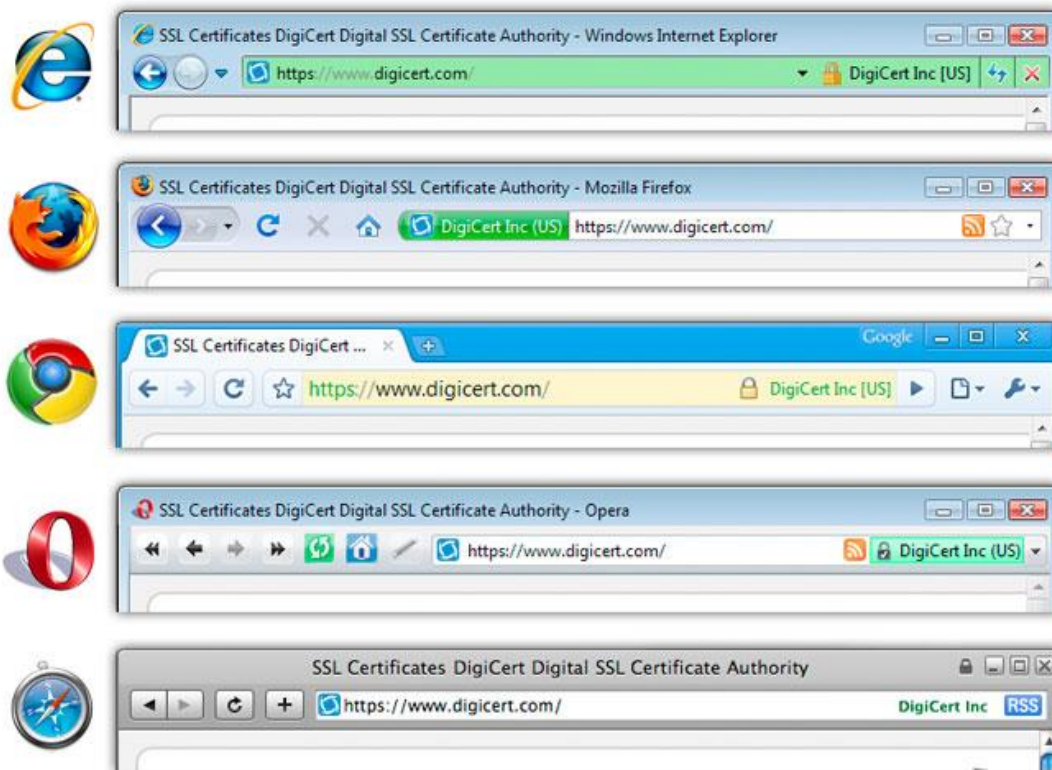 SSL Certificates DigiCert Digital SSL Certificate Authority - Windows Internet Explorer
https://www.digicert.com/ DigiCert Inc [US]
SSL Certificates DigiCert Digital SSL Certificate Authority - Mozilla Firefox
DigiCert Inc (US) https://www.digicert.com/
SSL Certificates DigiCert ... Google
https://www.digicert.com/ DigiCert Inc [US]
SSL Certificates DigiCert Digital SSL Certificate Authority - Opera
https://www.digicert.com/ DigiCert Inc (US)
SSL Certificates DigiCert Digital SSL Certificate Authority
https://www.digicert.com/ DigiCert Inc RSS